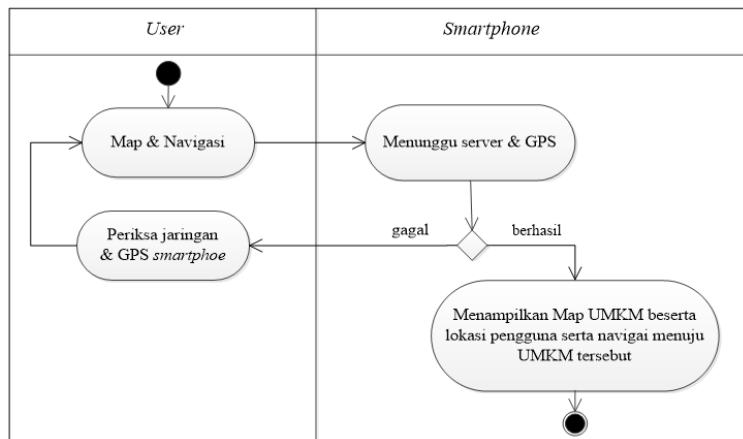 User
Smartphone
Map & Navigasi
Menunggu server & GPS
gagal
berhasil
Periksa jaringan
& GPS smartphoe
Menampilkan Map UMKM beserta
lokasi pengguna serta navigai menuju
UMKM tersebut